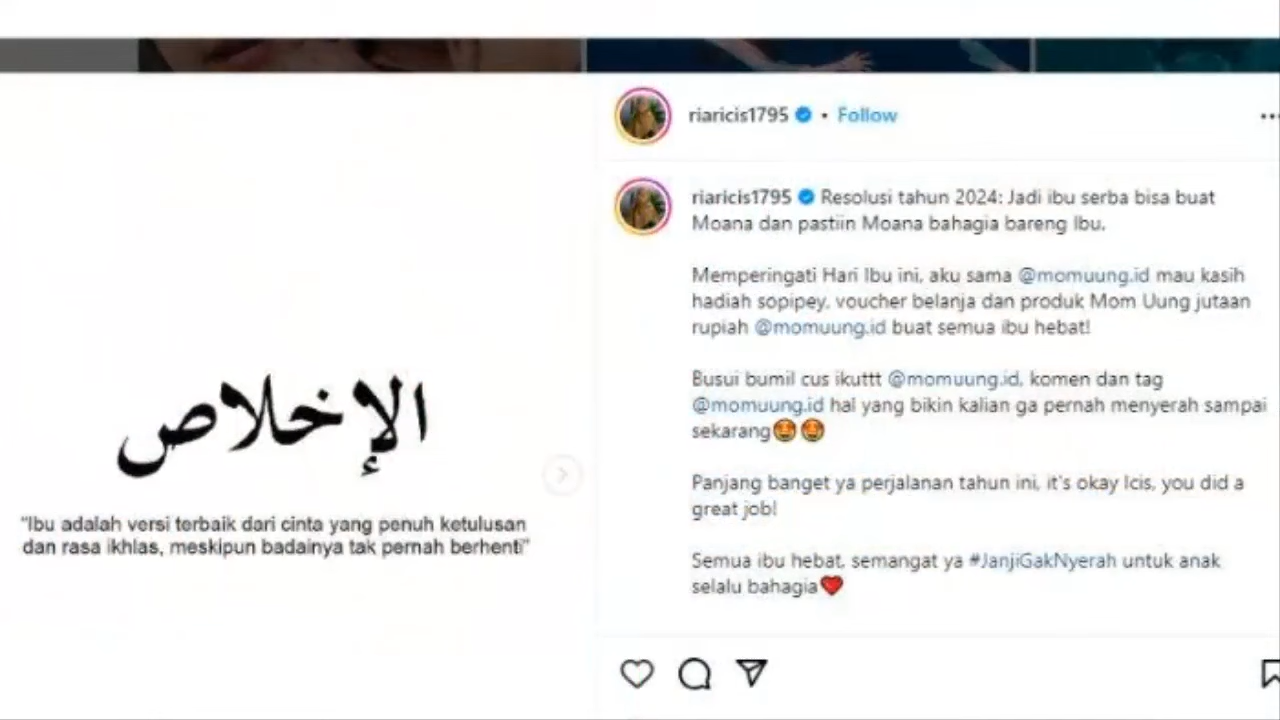 الإخلاص
"Ibu adalah versi terbaik dari cinta yang penuh ketulusan
dan rasa ikhlas, meskipun badainya tak pernah berhenti"
riaricis1795 • Follow
riaricis1795 Resolusi tahun 2024: Jadi ibu serba bisa buat
Moana dan pastiin Moana bahagia bareng Ibu.
Memperingati Hari Ibu ini, aku sama @momuung.id mau kasih
hadiah sopipey, voucher belanja dan produk Mom Uung jutaan
rupiah @momuung.id buat semua ibu hebat!
Busui bumil cus ikuttt @momuung.id, komen dan tag
@momuung.id hal yang bikin kalian ga pernah menyerah sampai
sekarang🤩🤩
Panjang banget ya perjalanan tahun ini, it's okay Icis, you did a
great job!
Semua ibu hebat, semangat ya #JanjiGakNyerah untuk anak
selalu bahagia❤️